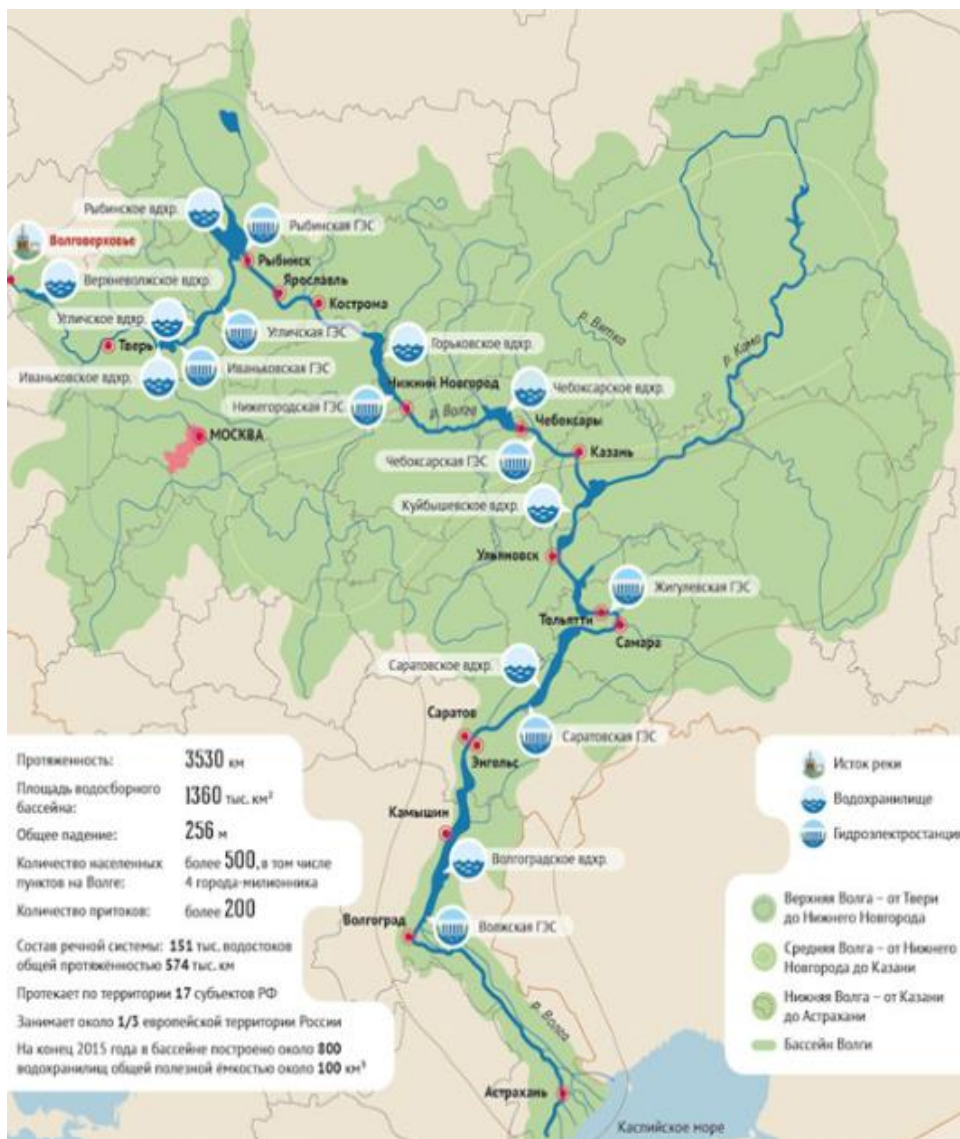 Рыбинское вдхр.
Рыбинская ГЭС
Волговерховье
Рыбинск
Верхневолжское вдхр.
Ярославль
Кострома
Угличское вдхр.
Угличская ГЭС
Тверь
Горьковское вдхр.
Иваньковское вдхр.
Иваньковская ГЭС
Нижний Новгород
Чебоксарское вдхр.
Нижегородская ГЭС
р. Волга
Чебоксары
МОСКВА
Чебоксарская ГЭС
Казань
р. Вятка
р. Кама
Куйбышевское вдхр.
Ульяновск
Жигулевская ГЭС
Тольятти
Самара
Саратовское вдхр.
Саратов
Саратовская ГЭС
Энгельс
Камышин
Волгоградское вдхр.
Волгоград
Волжская ГЭС
р. Волга
Астрахань
Каспийское море
Протяженность: 3530 км
Площадь водосборного
бассейна: 1360 тыс. км²
Общее падение: 256 м
Количество населенных более 500, в том числе
пунктов на Волге: 4 города-милионника
Количество притоков: более 200
Состав речной системы: 151 тыс. водостоков
общей протяжённостью 574 тыс. км
Протекает по территории 17 субъектов РФ
Занимает около 1/3 европейской территории России
На конец 2015 года в бассейне построено около 800
водохранилищ общей полезной ёмкостью около 100 км³
Исток реки
Водохранилище
Гидроэлектростанция
Верхняя Волга – от Твери
до Нижнего Новгорода
Средняя Волга – от Нижнего
Новгорода до Казани
Нижняя Волга – от Казани
до Астрахани
Бассейн Волги